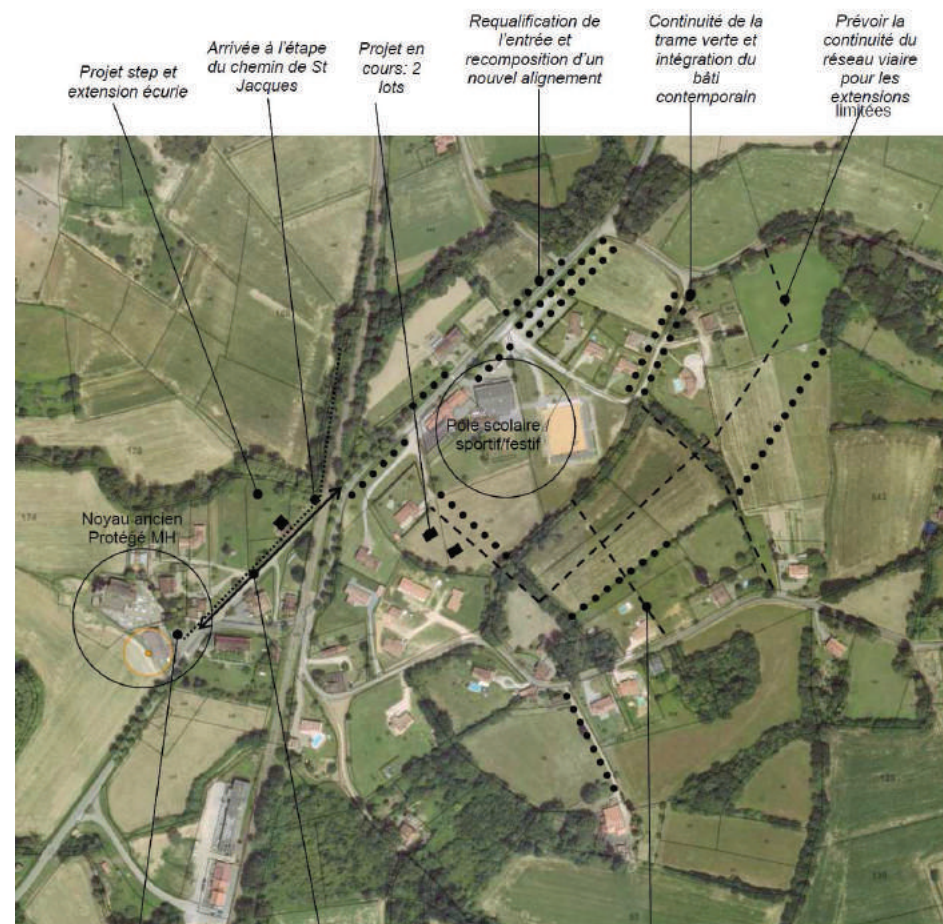 Projet step et
extension écurie
Arrivée à l'étape
du chemin de St
Jacques
Projet en
cours: 2
lots
Requalification de
l'entrée et
recomposition d'un
nouvel alignement
Continuité de la
trame verte et
intégration du
bâti
contemporain
Prévoir la
continuité du
réseau viaire
pour les
extensions
limitées
Pole scolaire /
sportif/festif
Noyau ancien
Protégé MH